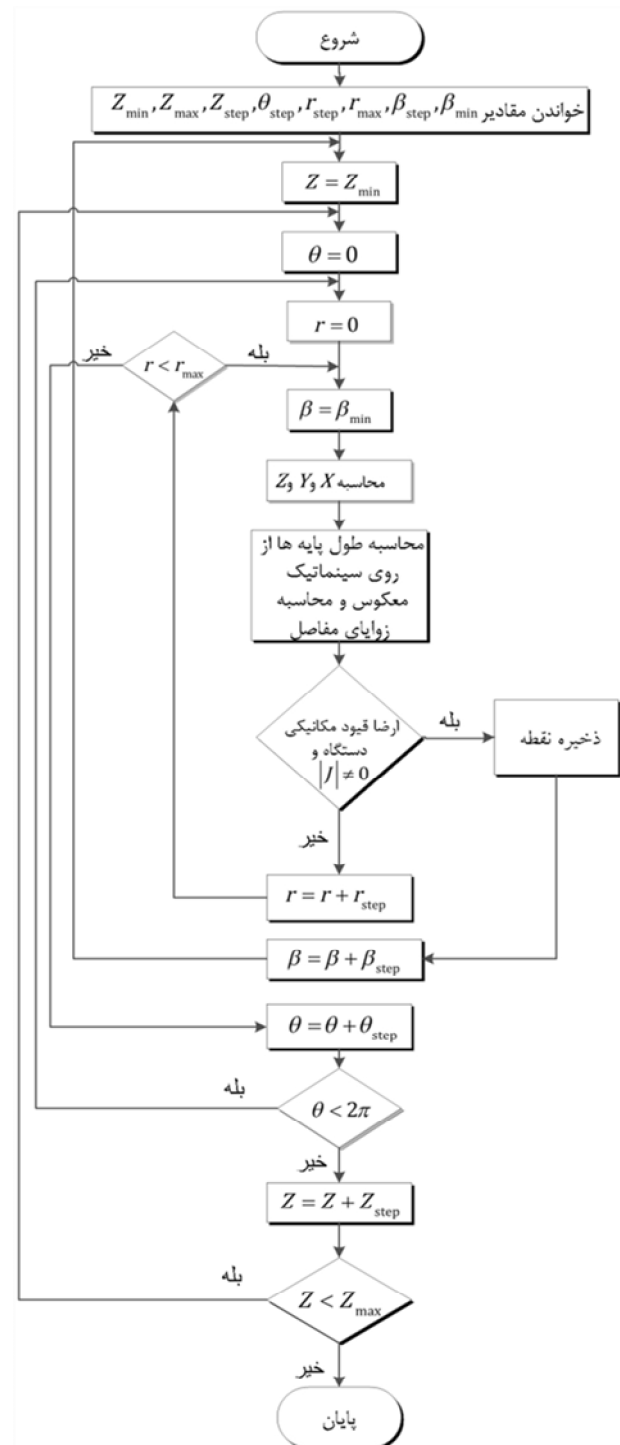 شروع
خواندن مقادیر Z_min, Z_max, Z_step, θ_step, r_step, r_max, β_step, β_min
Z = Z_min
θ = 0
r = 0
خیر
r < r_max
بله
β = β_min
محاسبه X و Y و Z
محاسبه طول پایه ها از
روی سینماتیک
معکوس و محاسبه
زوایای مفاصل
ارضا قیود مکانیکی
دستگاه و
|J| ≠ 0
بله
ذخیره نقطه
خیر
r = r + r_step
β = β + β_step
θ = θ + θ_step
بله
θ < 2π
خیر
Z = Z + Z_step
بله
Z < Z_max
خیر
پایان